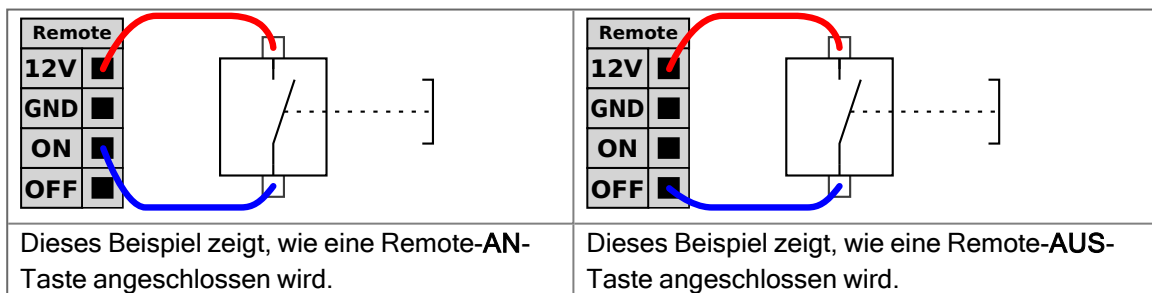 Remote
12V
GND
ON
OFF
Remote
12V
GND
ON
OFF
Dieses Beispiel zeigt, wie eine Remote-AN-
Taste angeschlossen wird.
Dieses Beispiel zeigt, wie eine Remote-AUS-
Taste angeschlossen wird.